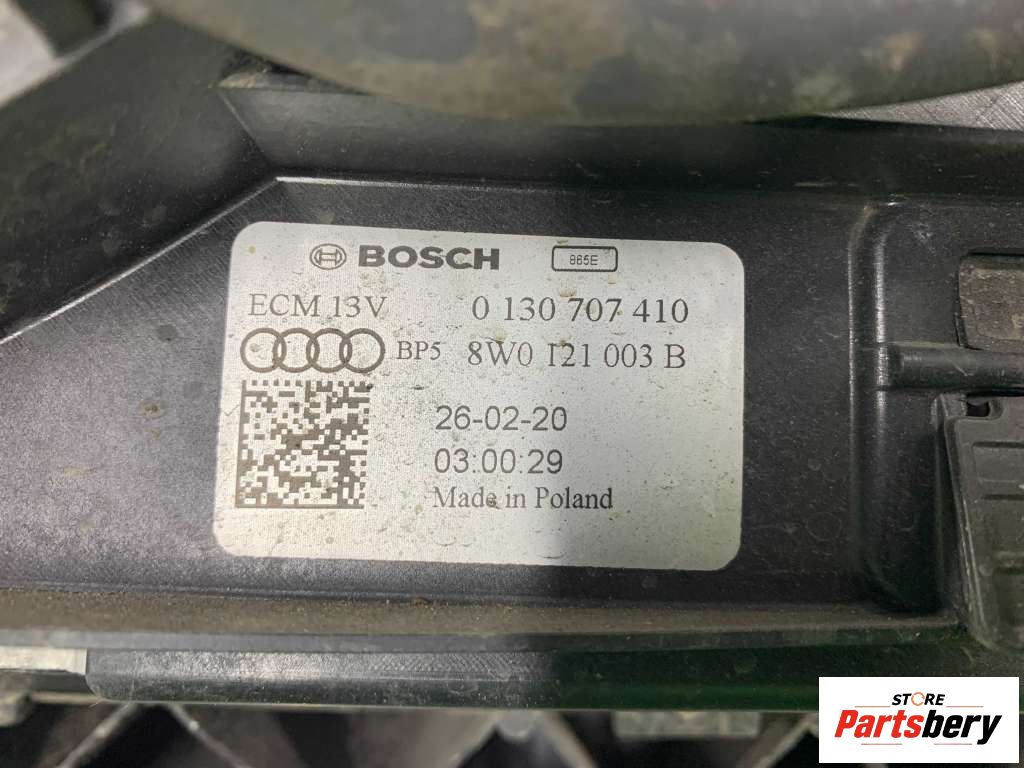 BOSCH 865E
ECM 13V 0 130 707 410
BP5 8W0 121 003 B
26-02-20
03:00:29
Made in Poland
STORE
Partsbery